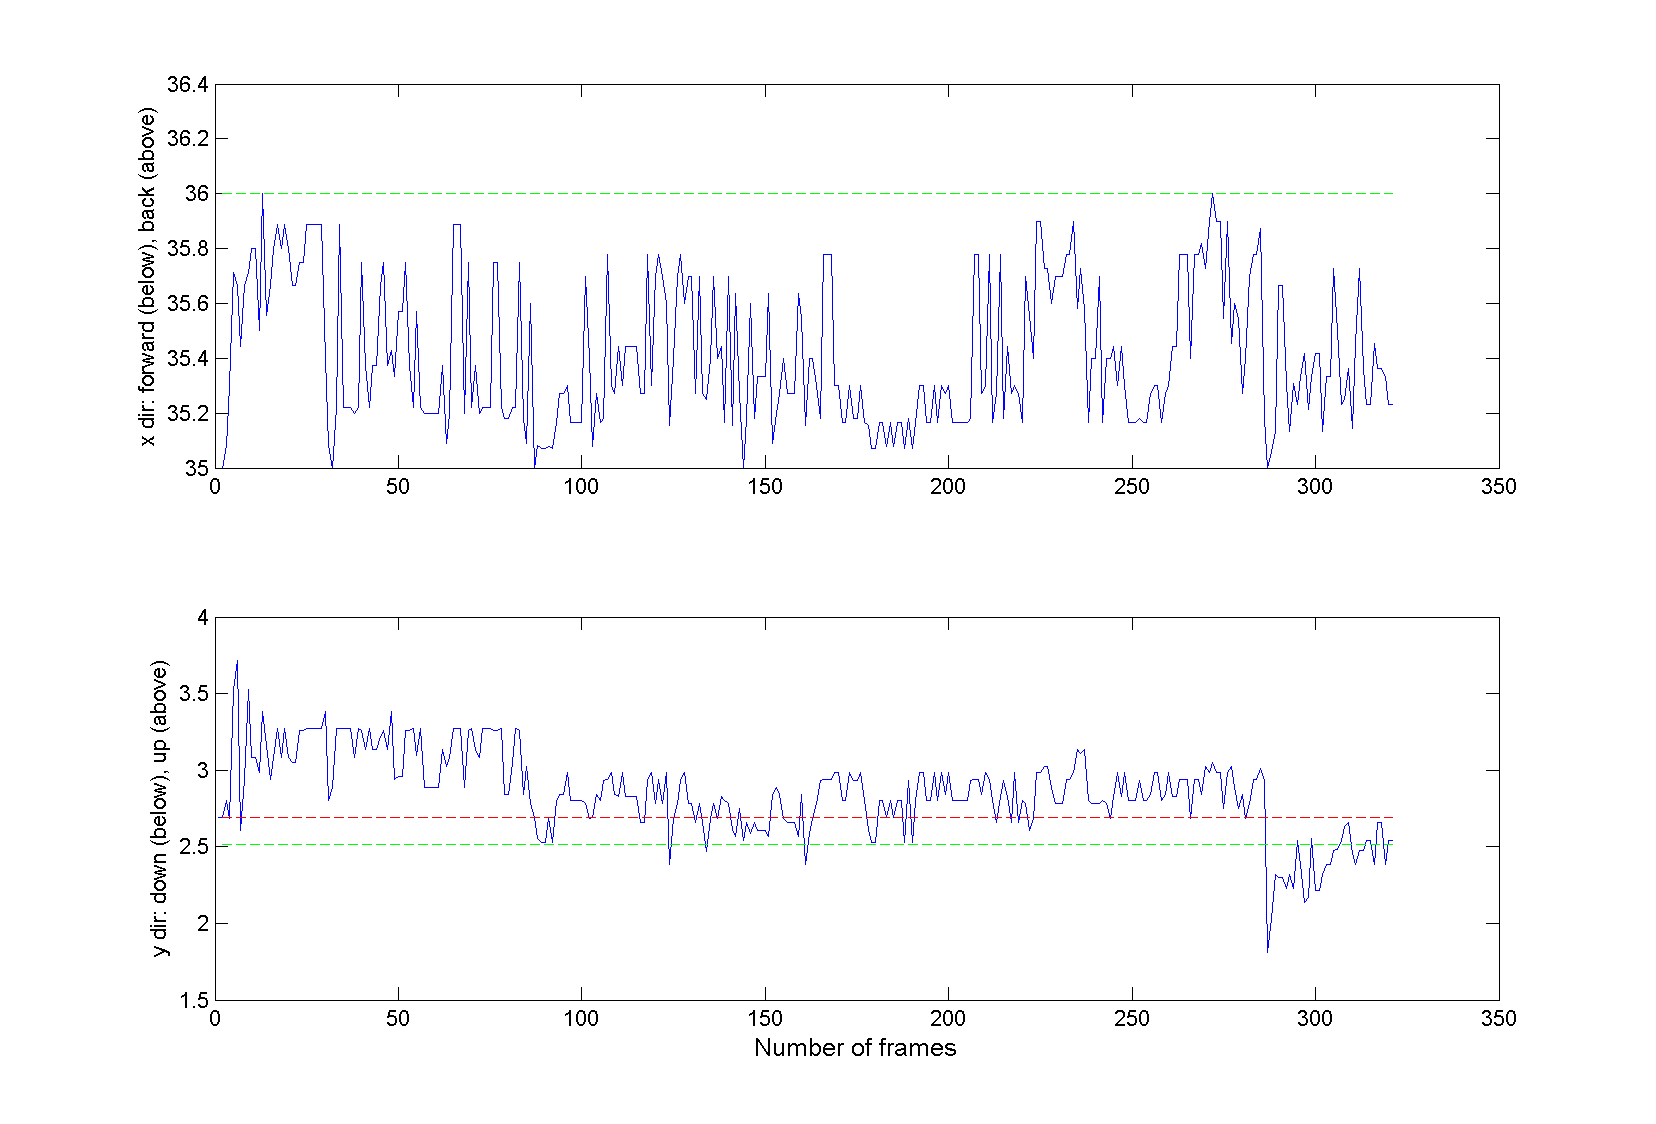 x dir: forward (below), back (above)
36.4
36.2
36
35.8
35.6
35.4
35.2
35
0 50 100 150 200 250 300 350
y dir: down (below), up (above)
4
3.5
3
2.5
2
1.5
0 50 100 150 200 250 300 350
Number of frames